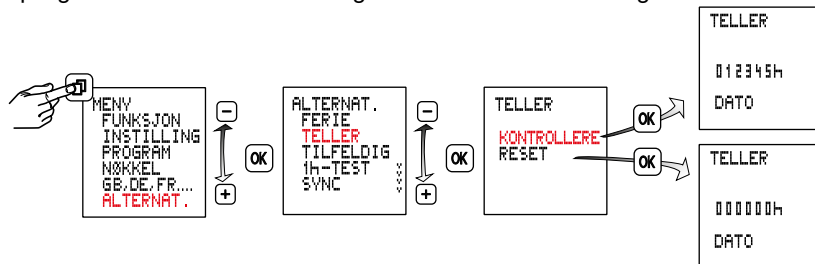 MENY
FUNKSJON
INSTILLING
PROGRAM
NØKKEL
GB,DE,FR....
ALTERNAT.
−
+
OK
ALTERNAT.
FERIE
TELLER
TILFELDIG
1h-TEST
SYNC
−
+
OK
TELLER
KONTROLLERE
RESET
OK
OK
TELLER
012345h
DATO
TELLER
000000h
DATO